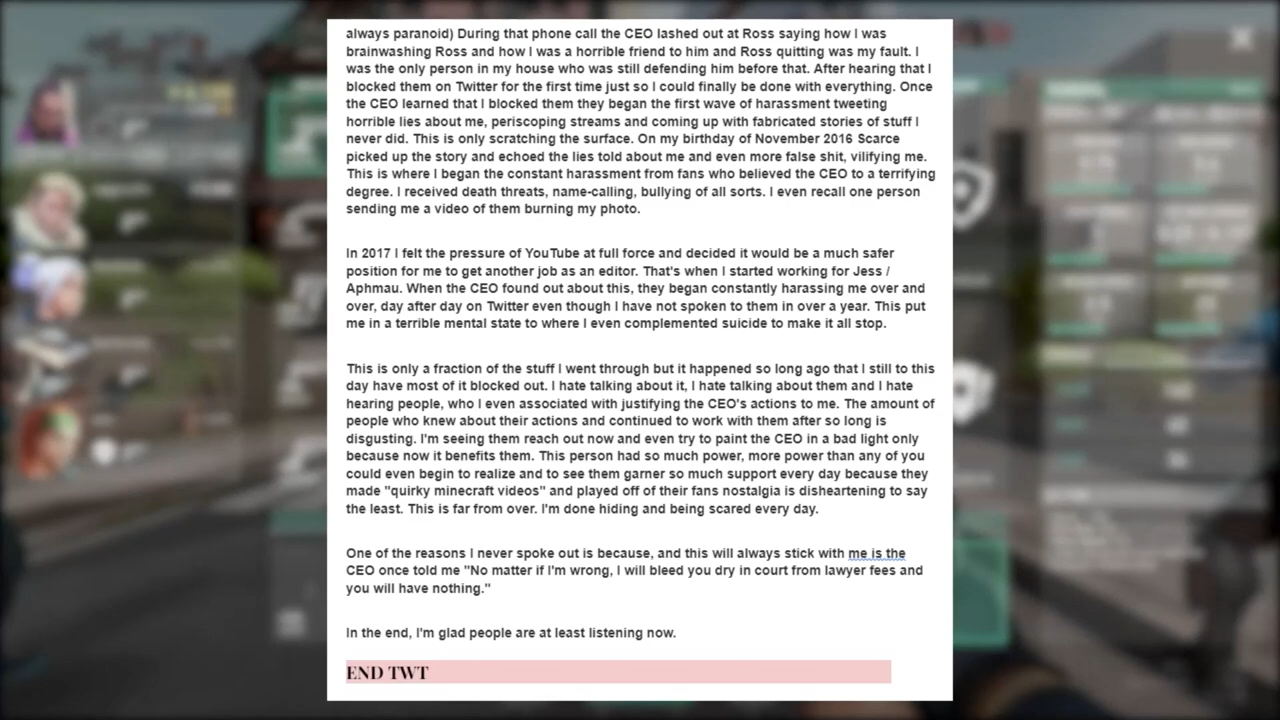 always paranoid) During that phone call the CEO lashed out at Ross saying how I was
brainwashing Ross and how I was a horrible friend to him and Ross quitting was my fault. I
was the only person in my house who was still defending him before that. After hearing that I
blocked them on Twitter for the first time just so I could finally be done with everything. Once
the CEO learned that I blocked them they began the first wave of harassment tweeting
horrible lies about me, periscoping streams and coming up with fabricated stories of stuff I
never did. This is only scratching the surface. On my birthday of November 2016 Scarce
picked up the story and echoed the lies told about me and even more false shit, vilifying me.
This is where I began the constant harassment from fans who believed the CEO to a terrifying
degree. I received death threats, name-calling, bullying of all sorts. I even recall one person
sending me a video of them burning my photo.
In 2017 I felt the pressure of YouTube at full force and decided it would be a much safer
position for me to get another job as an editor. That's when I started working for Jess /
Aphmau. When the CEO found out about this, they began constantly harassing me over and
over, day after day on Twitter even though I have not spoken to them in over a year. This put
me in a terrible mental state to where I even complemented suicide to make it all stop.
This is only a fraction of the stuff I went through but it happened so long ago that I still to this
day have most of it blocked out. I hate talking about it, I hate talking about them and I hate
hearing people, who I even associated with justifying the CEO's actions to me. The amount of
people who knew about their actions and continued to work with them after so long is
disgusting. I'm seeing them reach out now and even try to paint the CEO in a bad light only
because now it benefits them. This person had so much power, more power than any of you
could even begin to realize and to see them garner so much support every day because they
made "quirky minecraft videos" and played off of their fans nostalgia is disheartening to say
the least. This is far from over. I'm done hiding and being scared every day.
One of the reasons I never spoke out is because, and this will always stick with me is the
CEO once told me "No matter if I'm wrong, I will bleed you dry in court from lawyer fees and
you will have nothing."
In the end, I'm glad people are at least listening now.
END TWT